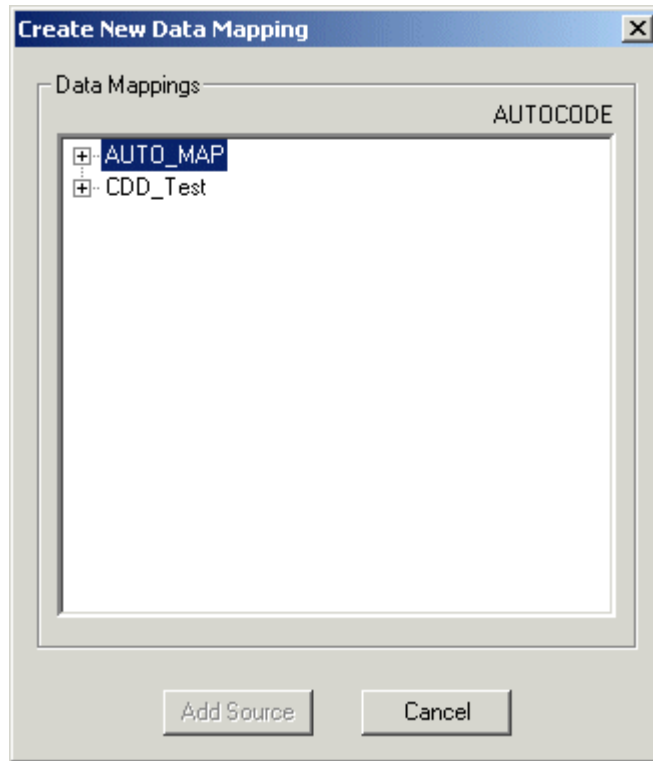 Create New Data Mapping
Data Mappings
AUTOCODE
AUTO_MAP
CDD_Test
Add Source
Cancel